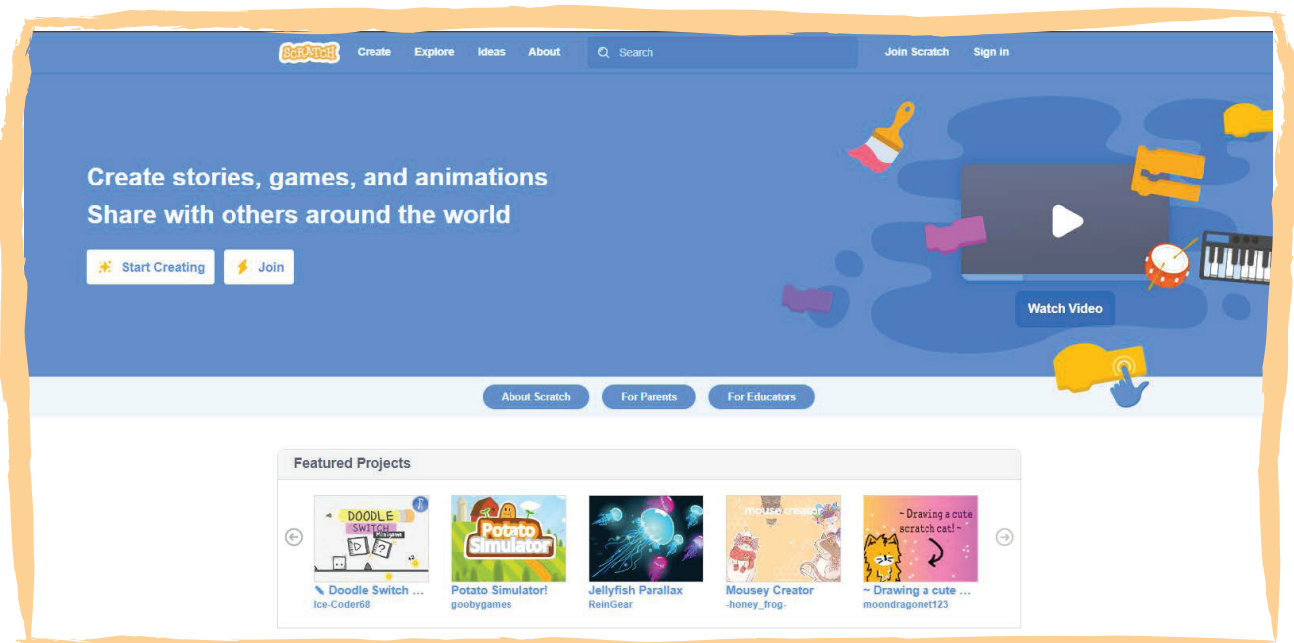 SCRATCH Create Explore Ideas About Search Join Scratch Sign in
Create stories, games, and animations
Share with others around the world
Start Creating Join
Watch Video
About Scratch For Parents For Educators
Featured Projects
DOODLE
SWITCH
Minigames
Potato
Simulator
mouse creator
~ Drawing a cute
scratch cat! ~
Doodle Switch ... Potato Simulator! Jellyfish Parallax Mousey Creator ~ Drawing a cute ...
Ice-Coder68 goobygames ReinGear -honey_frog- moondragonet123